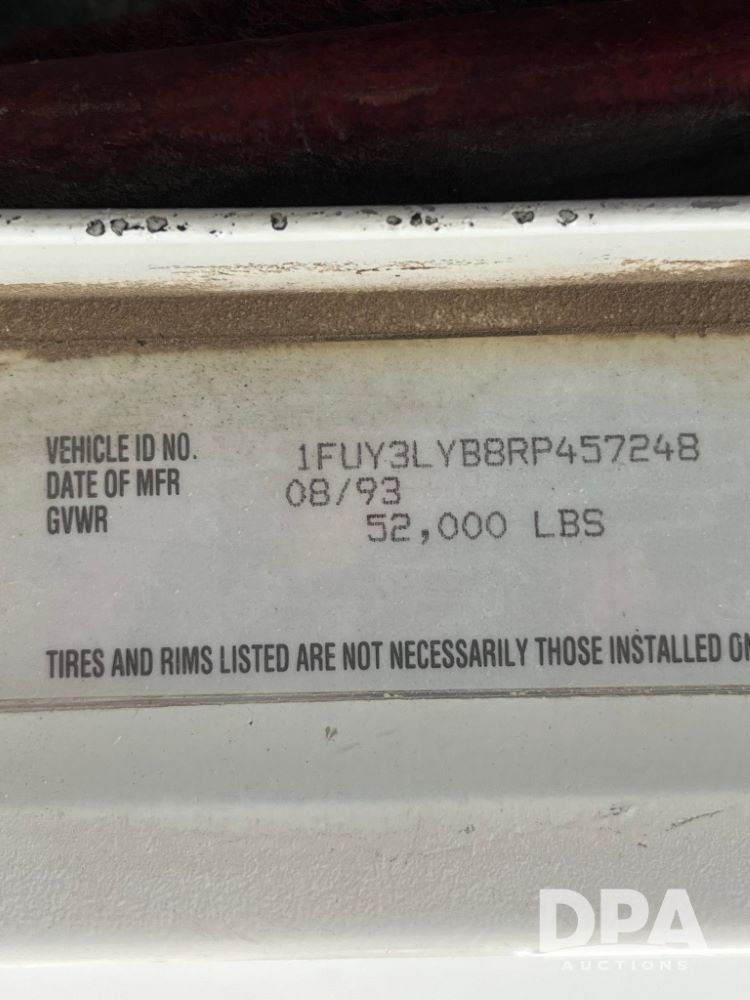 VEHICLE ID NO. 1FUY3LYB8RP457248
DATE OF MFR 08/93
GVWR 52,000 LBS
TIRES AND RIMS LISTED ARE NOT NECESSARILY THOSE INSTALLED ON
DPA
AUCTIONS